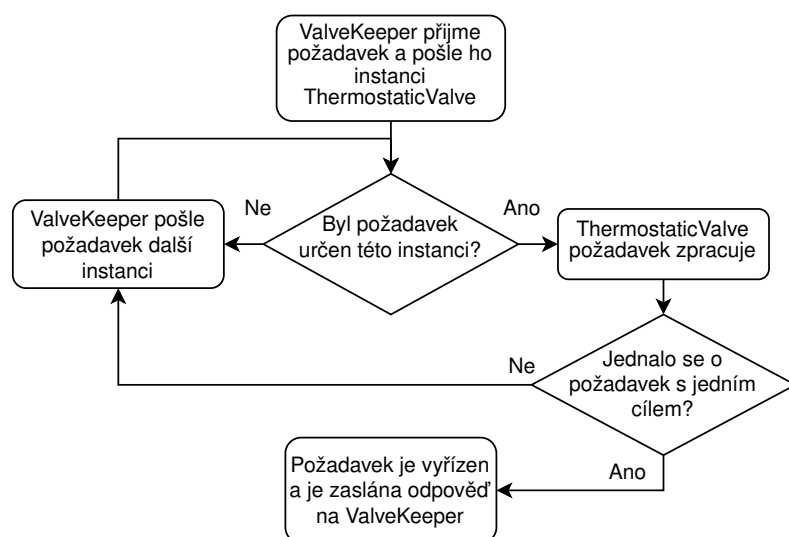 ValveKeeper přijme
požadavek a pošle ho
instanci
ThermostaticValve
Ne
Ano
ValveKeeper pošle
požadavek další
instanci
Byl požadavek
určen této instanci?
ThermostaticValve
požadavek zpracuje
Ne
Jednalo se o
požadavek s jedním
cílem?
Ano
Požadavek je vyřízen
a je zaslána odpověď
na ValveKeeper